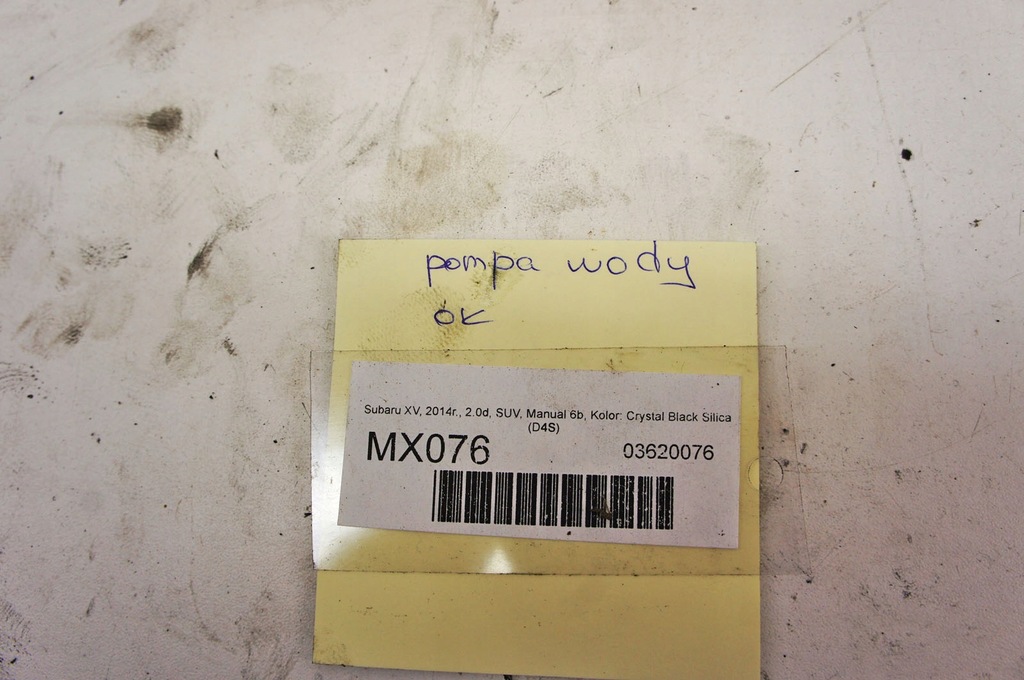 pompa wody
ok
Subaru XV, 2014r., 2.0d, SUV, Manual 6b, Kolor: Crystal Black Silica
(D4S)
MX076 03620076